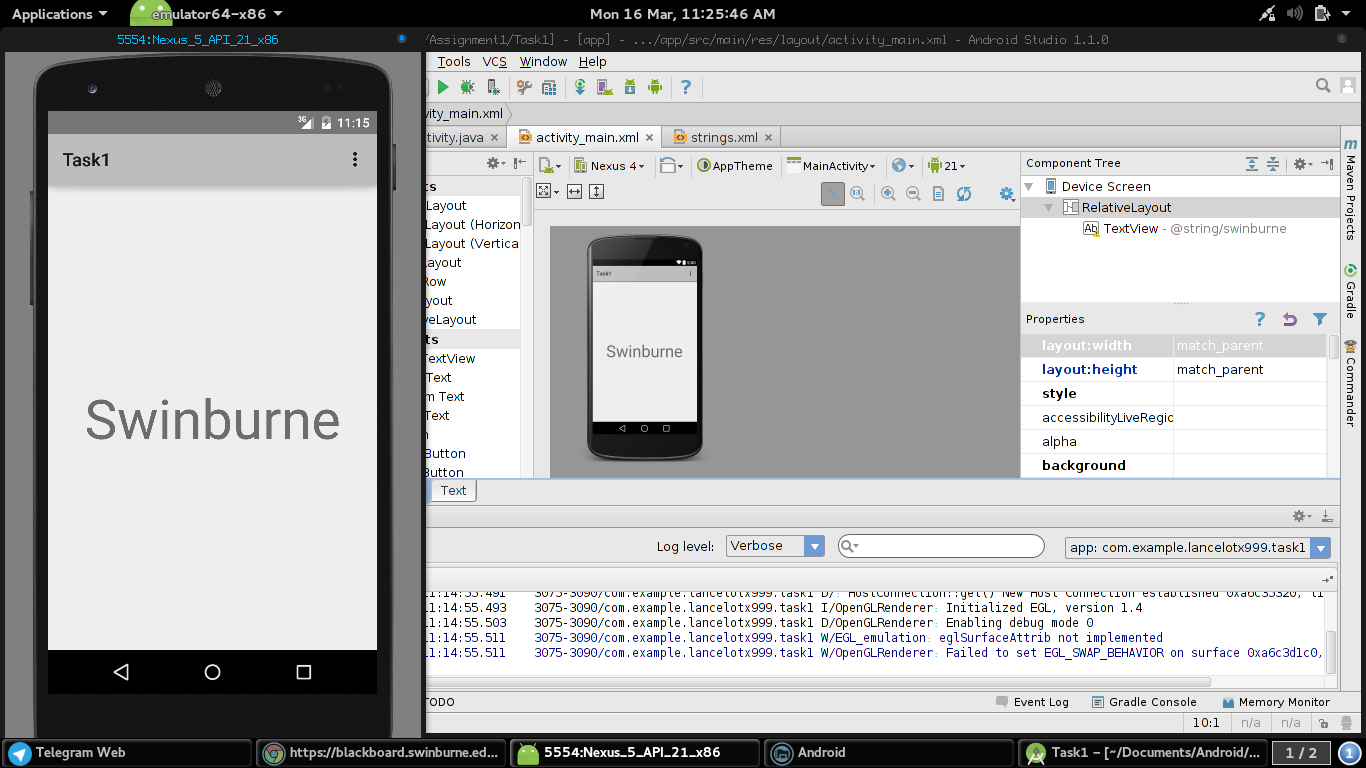 Applications
emulator64-x86
Mon 16 Mar, 11:25:46 AM
5554:Nexus_5_API_21_x86
/Assignment1/Task1] - [app] - .../app/src/main/res/layout/activity_main.xml - Android Studio 1.1.0
Tools VCS Window Help
vity_main.xml
tivity.java activity_main.xml strings.xml
3G 11:15
Task1
Swinburne
Nexus 4 AppTheme MainActivity 21
ts
Layout
Layout (Horizon
Layout (Vertica
ayout
Row
yout
veLayout
ts
TextView
Text
m Text
Text
n
Button
Button
Task1
Swinburne
Component Tree
Device Screen
RelativeLayout
Ab TextView - @string/swinburne
Properties
layout:width match_parent
layout:height match_parent
style
accessibilityLiveRegio
alpha
background
Maven Projects
Gradle
Commander
Text
Log level: Verbose
app: com.example.lancelotx999.task1
11:14:55.491 3075-3090/com.example.lancelotx999.task1 D/: HostConnection::get() New Host Connection established 0xa6c35320, ti
11:14:55.493 3075-3090/com.example.lancelotx999.task1 I/OpenGLRenderer: Initialized EGL, version 1.4
11:14:55.503 3075-3090/com.example.lancelotx999.task1 D/OpenGLRenderer: Enabling debug mode 0
11:14:55.511 3075-3090/com.example.lancelotx999.task1 W/EGL_emulation: eglSurfaceAttrib not implemented
11:14:55.511 3075-3090/com.example.lancelotx999.task1 W/OpenGLRenderer: Failed to set EGL_SWAP_BEHAVIOR on surface 0xa6c3d1c0,
TODO
Event Log Gradle Console Memory Monitor
10:1 n/a n/a
Telegram Web
https://blackboard.swinburne.ed...
5554:Nexus_5_API_21_x86
Android
Task1 – [~/Documents/Android/...
1 / 2
1